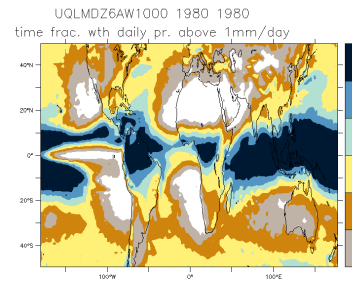 UQLMDZ6AW1000 1980 1980
time frac. wth daily pr. above 1mm/day
40°N
20°N
0°
20°S
40°S
100°W 0° 100°E